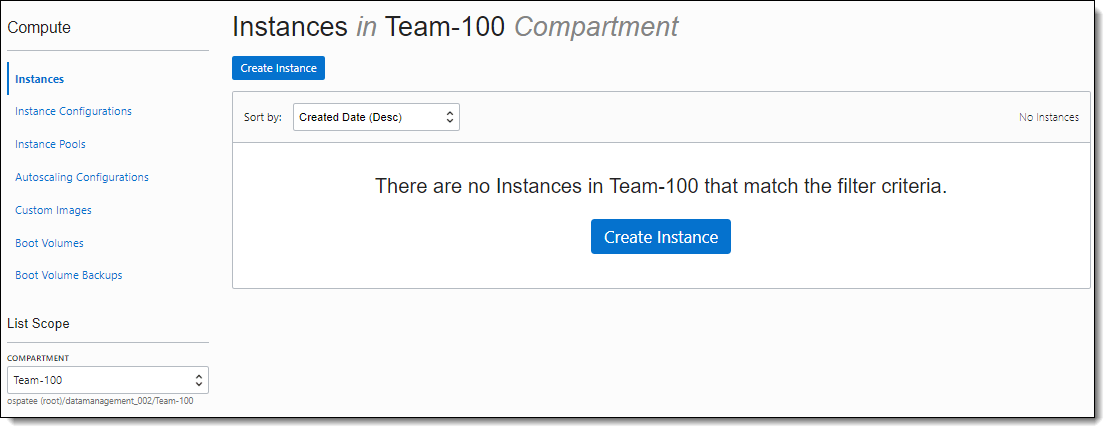 Compute
Instances
Instance Configurations
Instance Pools
Autoscaling Configurations
Custom Images
Boot Volumes
Boot Volume Backups
List Scope
COMPARTMENT
Team-100
ospatee (root)/datamanagement_002/Team-100
Instances in Team-100 Compartment
Create Instance
Sort by: Created Date (Desc) No Instances
There are no Instances in Team-100 that match the filter criteria.
Create Instance